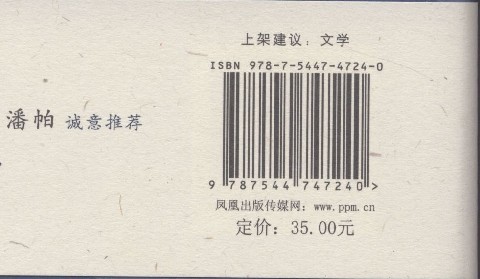 上架建议：文学
ISBN 978-7-5447-4724-0
潘帕 诚意推荐
9 787544 747240 >
凤凰出版传媒网：www.ppm.cn
定价：35.00元